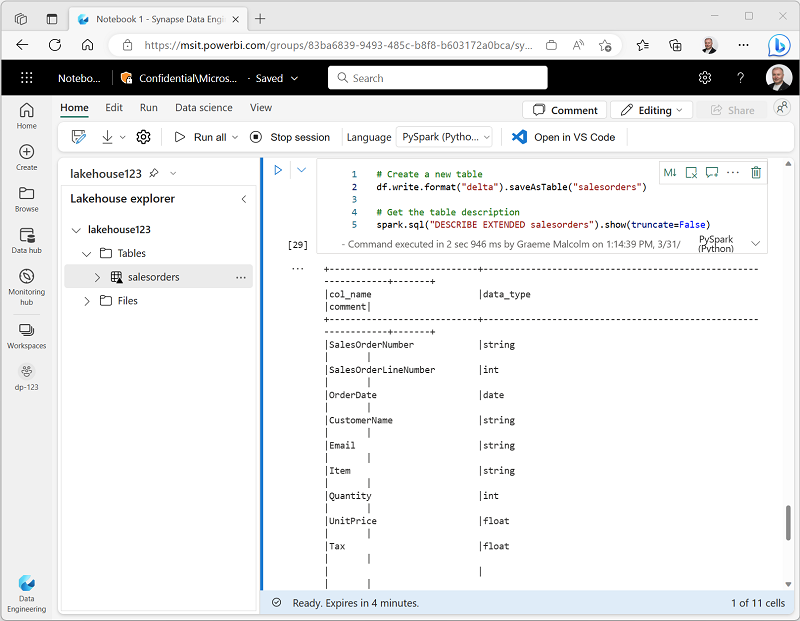 Notebook 1 - Synapse Data Engi
https://msit.powerbi.com/groups/83ba6839-9493-485c-b8f8-b603172a0bca/sy...
Notebo... Confidential\Micros... · Saved Search
Home Edit Run Data science View Comment Editing Share
Run all Stop session Language PySpark (Pytho... Open in VS Code
Home
Create
Browse
Data hub
Monitoring
hub
Workspaces
dp-123
Data
Engineering
lakehouse123
Lakehouse explorer
lakehouse123
Tables
salesorders ...
Files
M↓ ...
1 # Create a new table
2 df.write.format("delta").saveAsTable("salesorders")
3
4 # Get the table description
5 spark.sql("DESCRIBE EXTENDED salesorders").show(truncate=False)
[29] - Command executed in 2 sec 946 ms by Graeme Malcolm on 1:14:39 PM, 3/31/ PySpark (Python)
...
+----------------------------+----------------------------------------------------
------------+-------+
|col_name |data_type
|comment|
+----------------------------+----------------------------------------------------
------------+-------+
|SalesOrderNumber |string
| |
|SalesOrderLineNumber |int
| |
|OrderDate |date
| |
|CustomerName |string
| |
|Email |string
| |
|Item |string
| |
|Quantity |int
| |
|UnitPrice |float
| |
|Tax |float
| |
| |
| |
Ready. Expires in 4 minutes. 1 of 11 cells